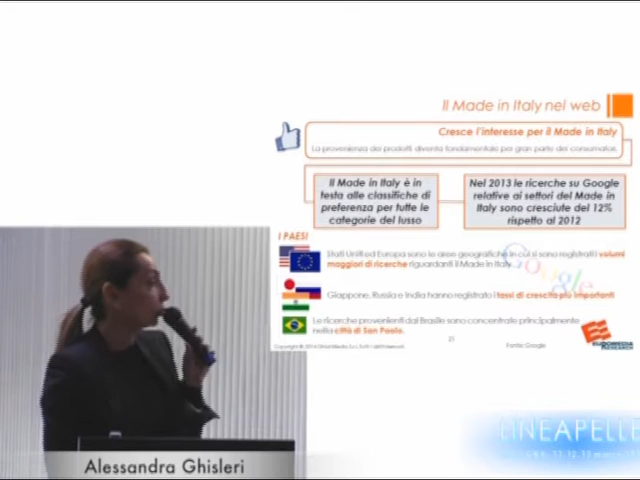 Il Made in Italy nel web
Cresce l'interesse per il Made in Italy
La provenienza dei prodotti diventa fondamentale per gran parte dei consumatori.
Il Made in Italy è in
testa alle classifiche di
preferenza per tutte le
categorie del lusso
Nel 2013 le ricerche su Google
relative ai settori del Made in
Italy sono cresciute del 12%
rispetto al 2012
I PAESI
Stati Uniti ed Europa sono le aree geografiche in cui si sono registrati i volumi
maggiori di ricerche riguardanti il Made in Italy.
Google
Giappone, Russia e India hanno registrato i tassi di crescita più importanti
Le ricerche provenienti dal Brasile sono concentrate principalmente
nella città di San Paolo.
Fonte: Google
EUROMEDIA
RESEARCH
LINEAPELLE
Alessandra Ghisleri